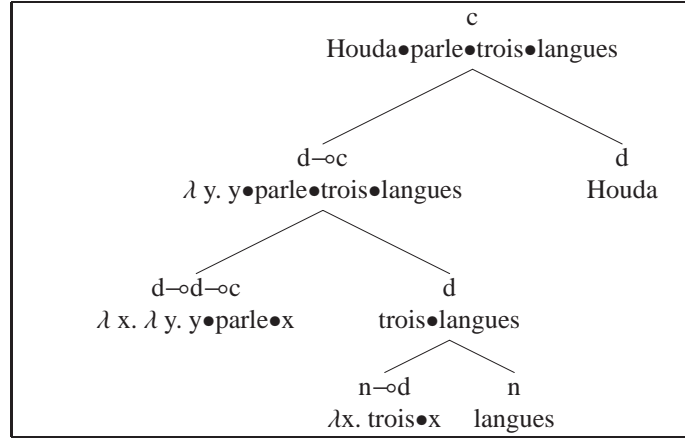 c
Houda●parle●trois●langues
d⊸c d
λ y. y●parle●trois●langues Houda
d⊸d⊸c d
λ x. λ y. y●parle●x trois●langues
n⊸d n
λx. trois●x langues